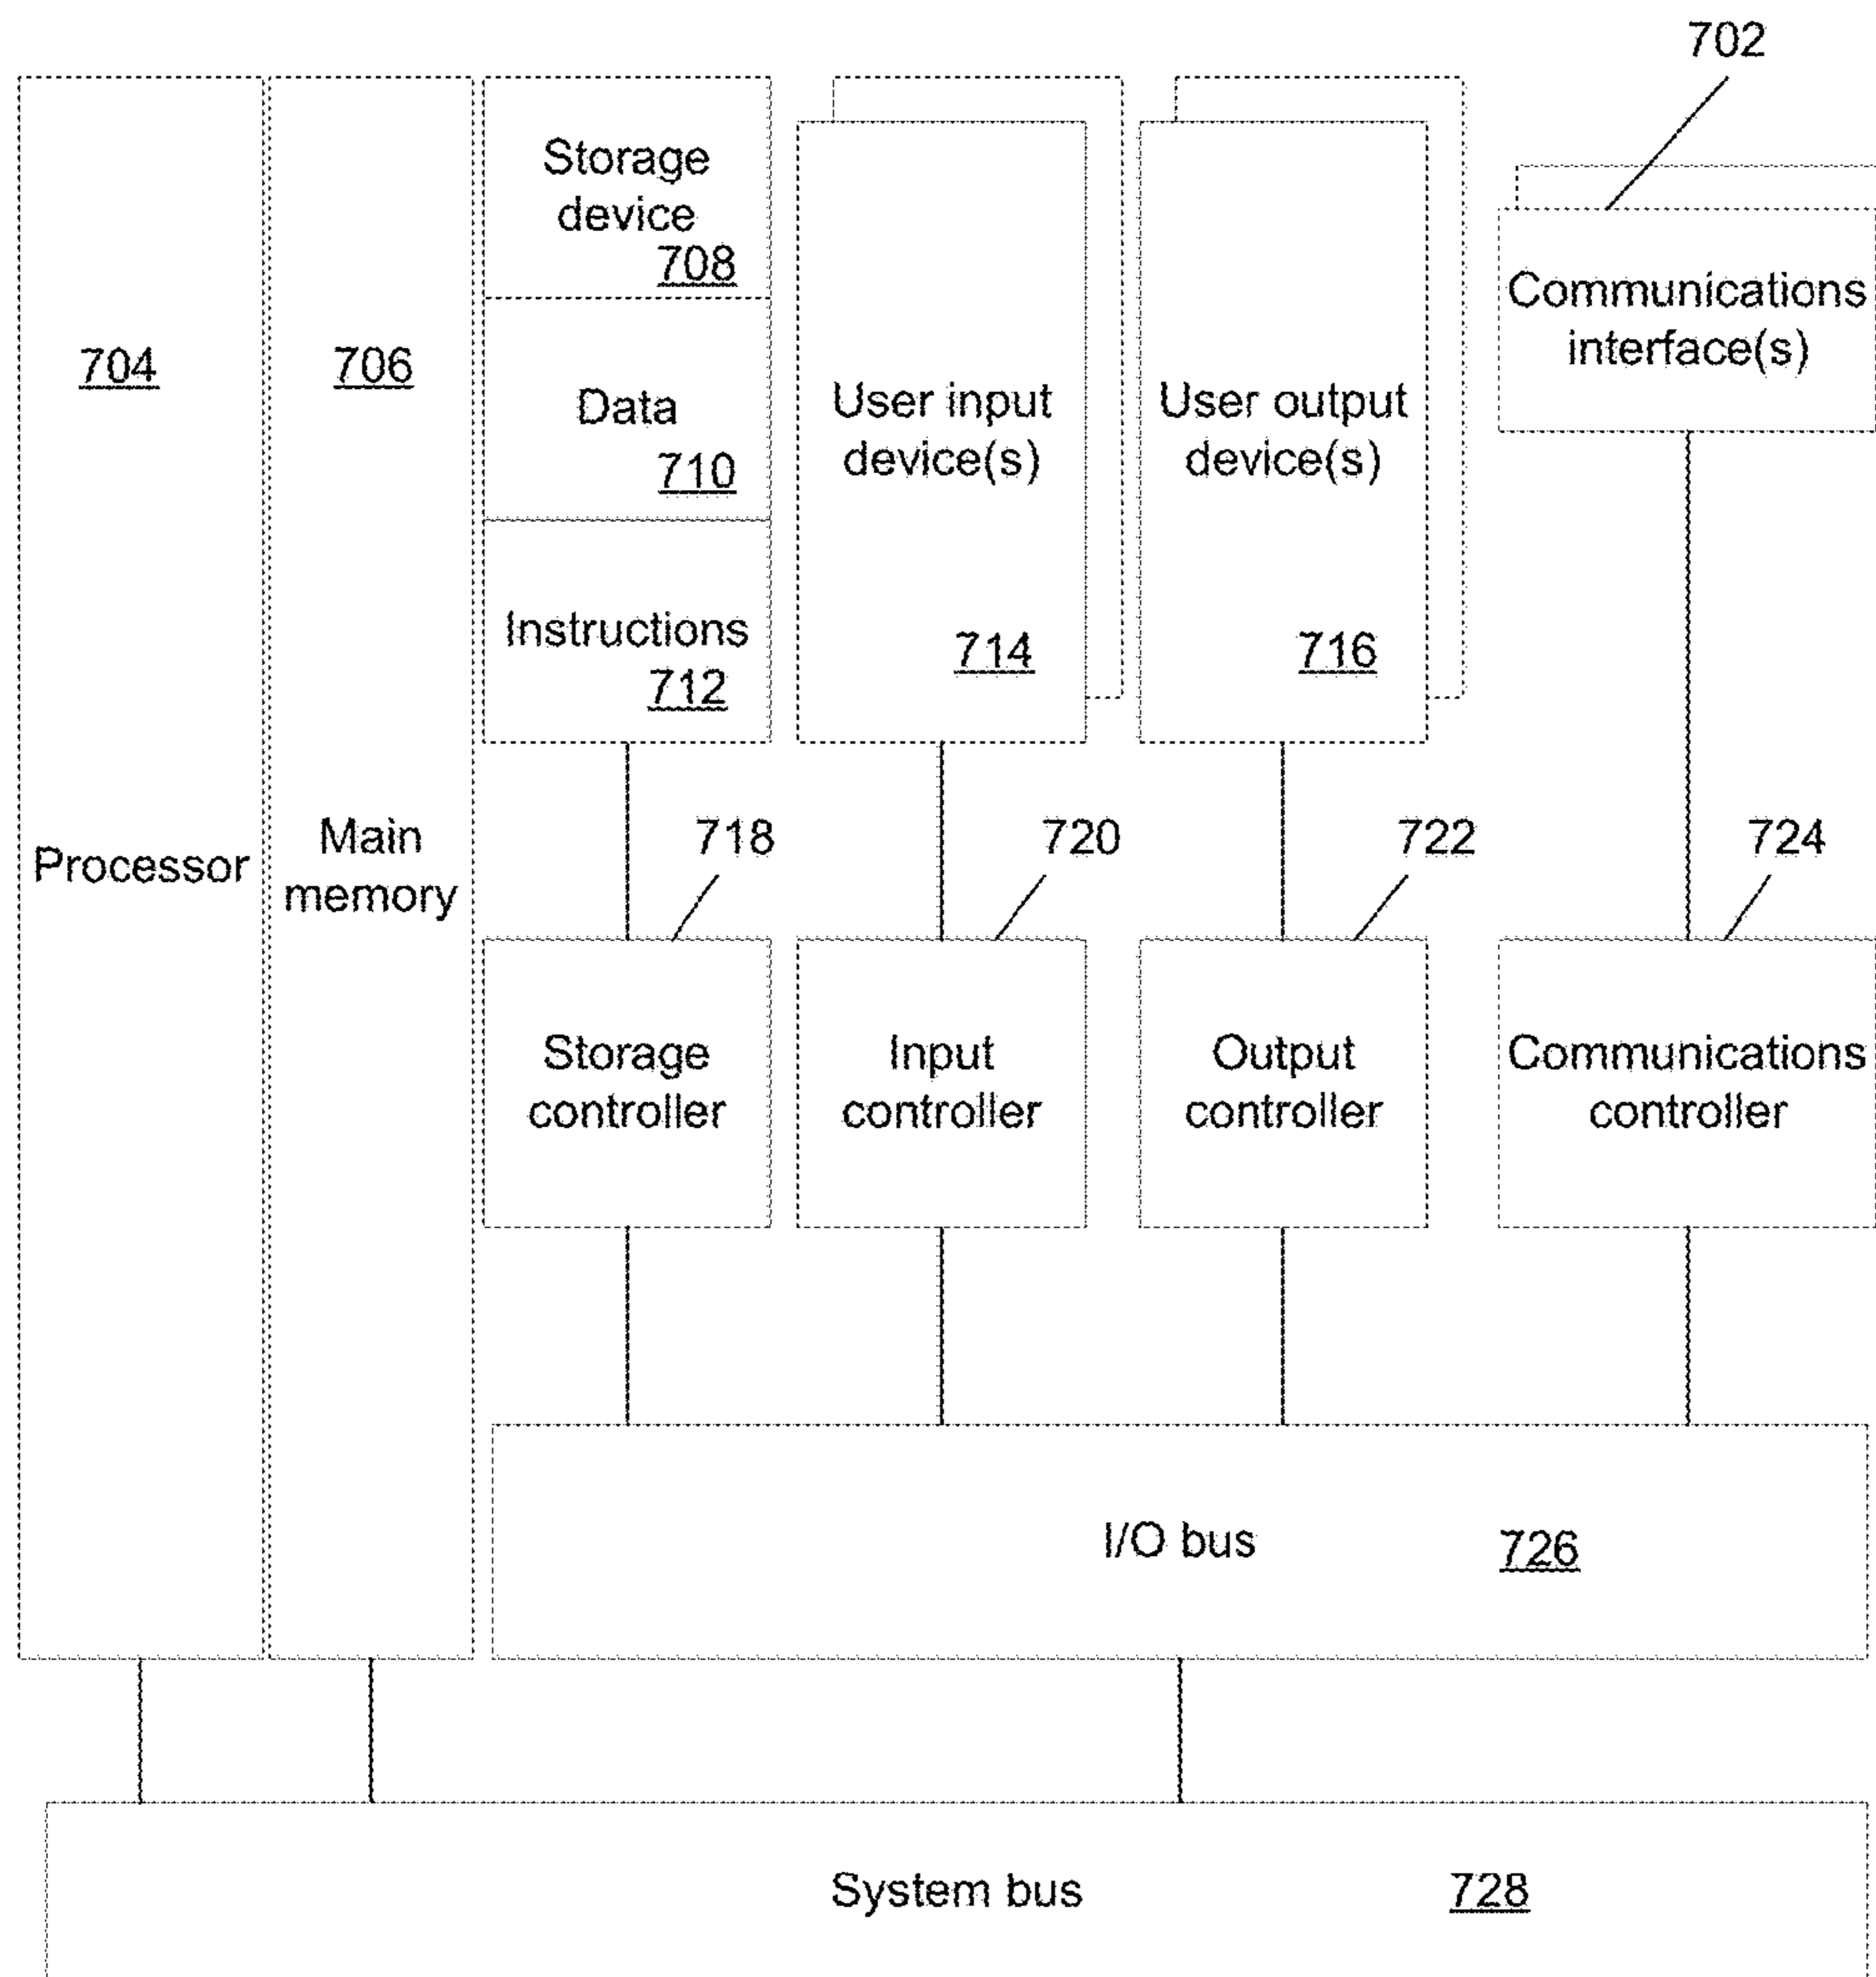 702
Storage
device
708
704
706
Data
710
Instructions
712
User input
device(s)
714
User output
device(s)
716
Communications
interface(s)
Processor
Main
memory
718
720
722
724
Storage
controller
Input
controller
Output
controller
Communications
controller
I/O bus
726
System bus
728